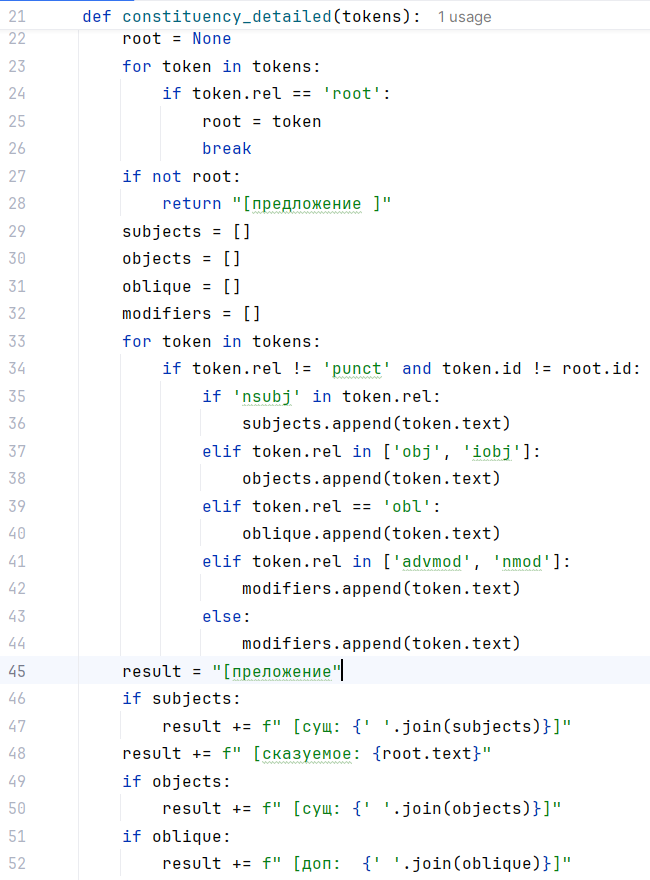 21 def constituency_detailed(tokens): 1 usage
22 root = None
23 for token in tokens:
24 if token.rel == 'root':
25 root = token
26 break
27 if not root:
28 return "[предложение ]"
29 subjects = []
30 objects = []
31 oblique = []
32 modifiers = []
33 for token in tokens:
34 if token.rel != 'punct' and token.id != root.id:
35 if 'nsubj' in token.rel:
36 subjects.append(token.text)
37 elif token.rel in ['obj', 'iobj']:
38 objects.append(token.text)
39 elif token.rel == 'obl':
40 oblique.append(token.text)
41 elif token.rel in ['advmod', 'nmod']:
42 modifiers.append(token.text)
43 else:
44 modifiers.append(token.text)
45 result = "[преложение"
46 if subjects:
47 result += f" [сущ: {' '.join(subjects)}]"
48 result += f" [сказуемое: {root.text}"
49 if objects:
50 result += f" [сущ: {' '.join(objects)}]"
51 if oblique:
52 result += f" [доп:  {' '.join(oblique)}]"